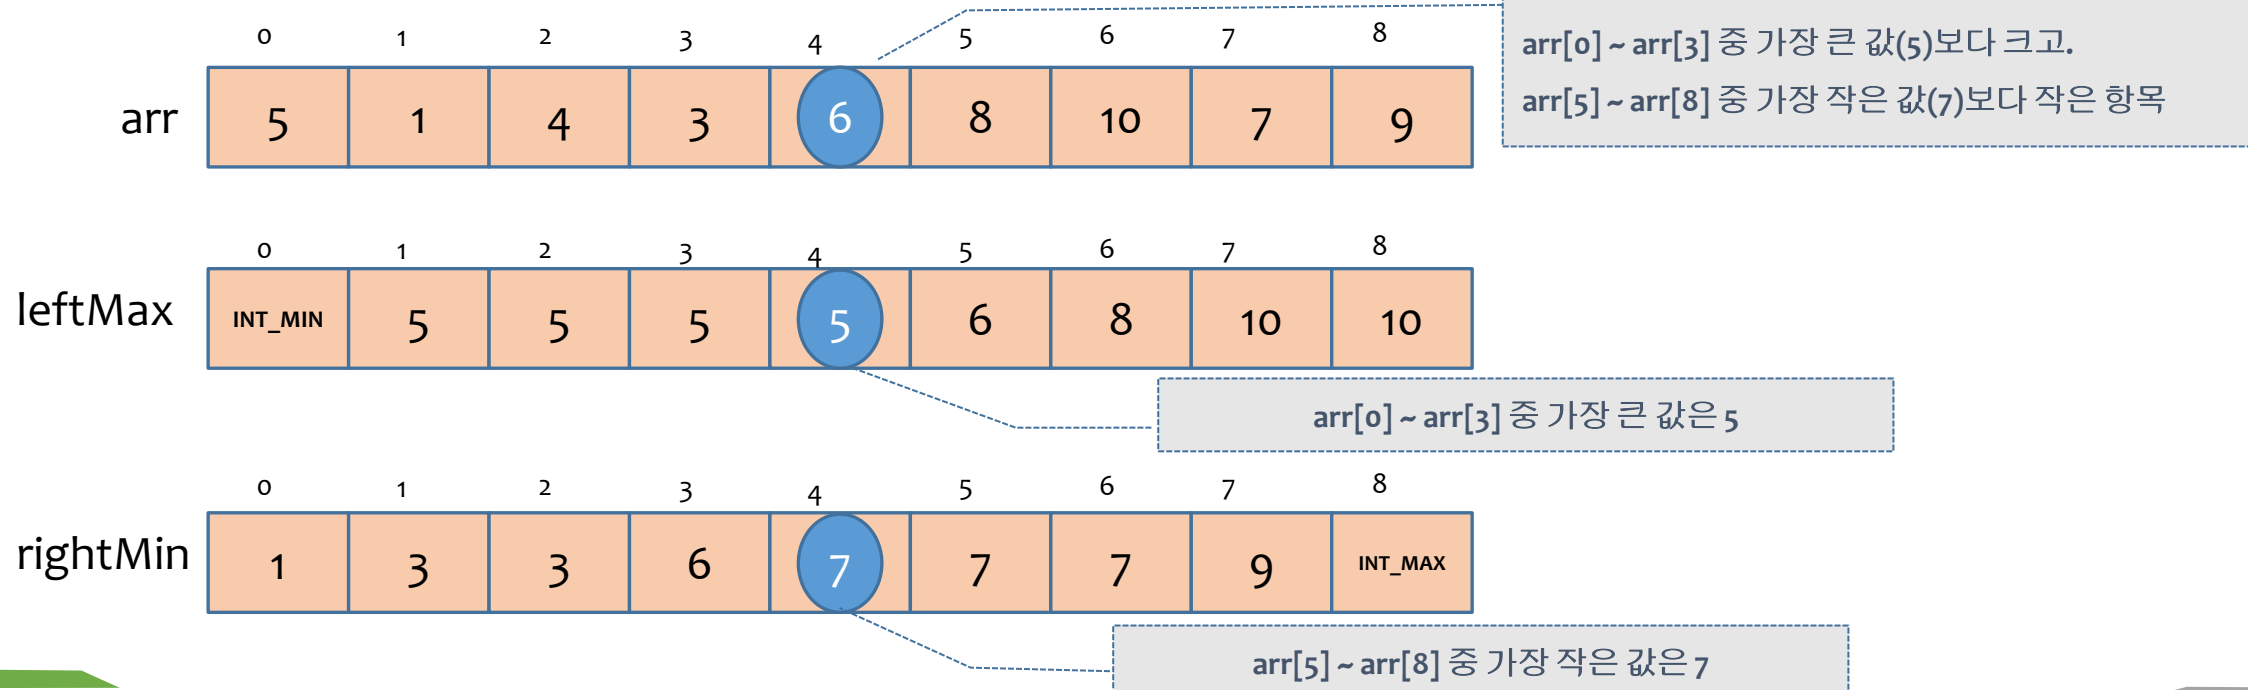 0 1 2 3 4 5 6 7 8
arr 5 1 4 3 6 8 10 7 9
arr[0] ~ arr[3] 중 가장 큰 값(5)보다 크고.
arr[5] ~ arr[8] 중 가장 작은 값(7)보다 작은 항목
0 1 2 3 4 5 6 7 8
leftMax INT_MIN 5 5 5 5 6 8 10 10
arr[0] ~ arr[3] 중 가장 큰 값은 5
0 1 2 3 4 5 6 7 8
rightMin 1 3 3 6 7 7 7 9 INT_MAX
arr[5] ~ arr[8] 중 가장 작은 값은 7